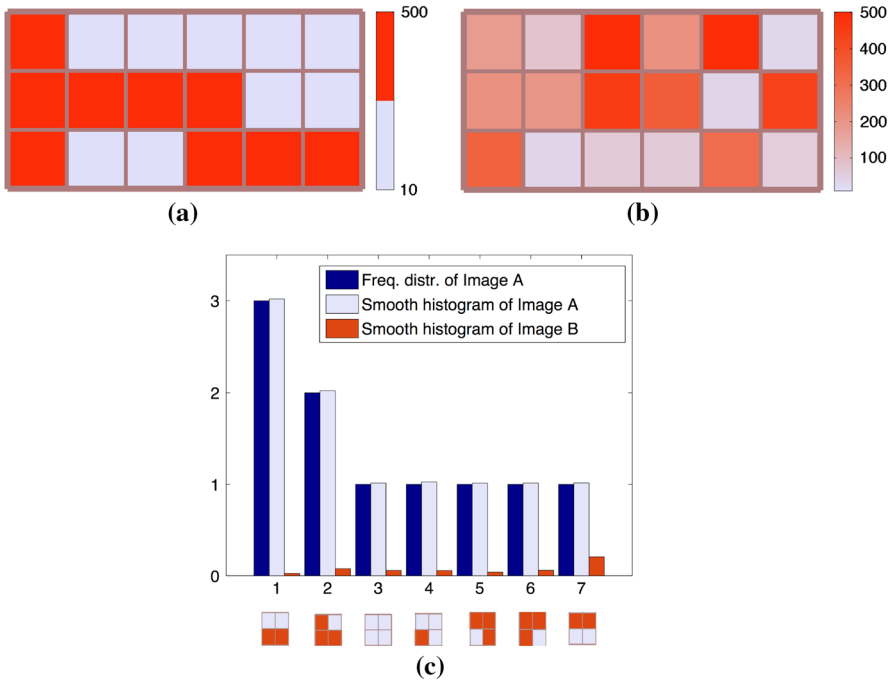 500
10
(a)
500
400
300
200
100
(b)
Freq. distr. of Image A
Smooth histogram of Image A
Smooth histogram of Image B
3
2
1
0
1 2 3 4 5 6 7
(c)